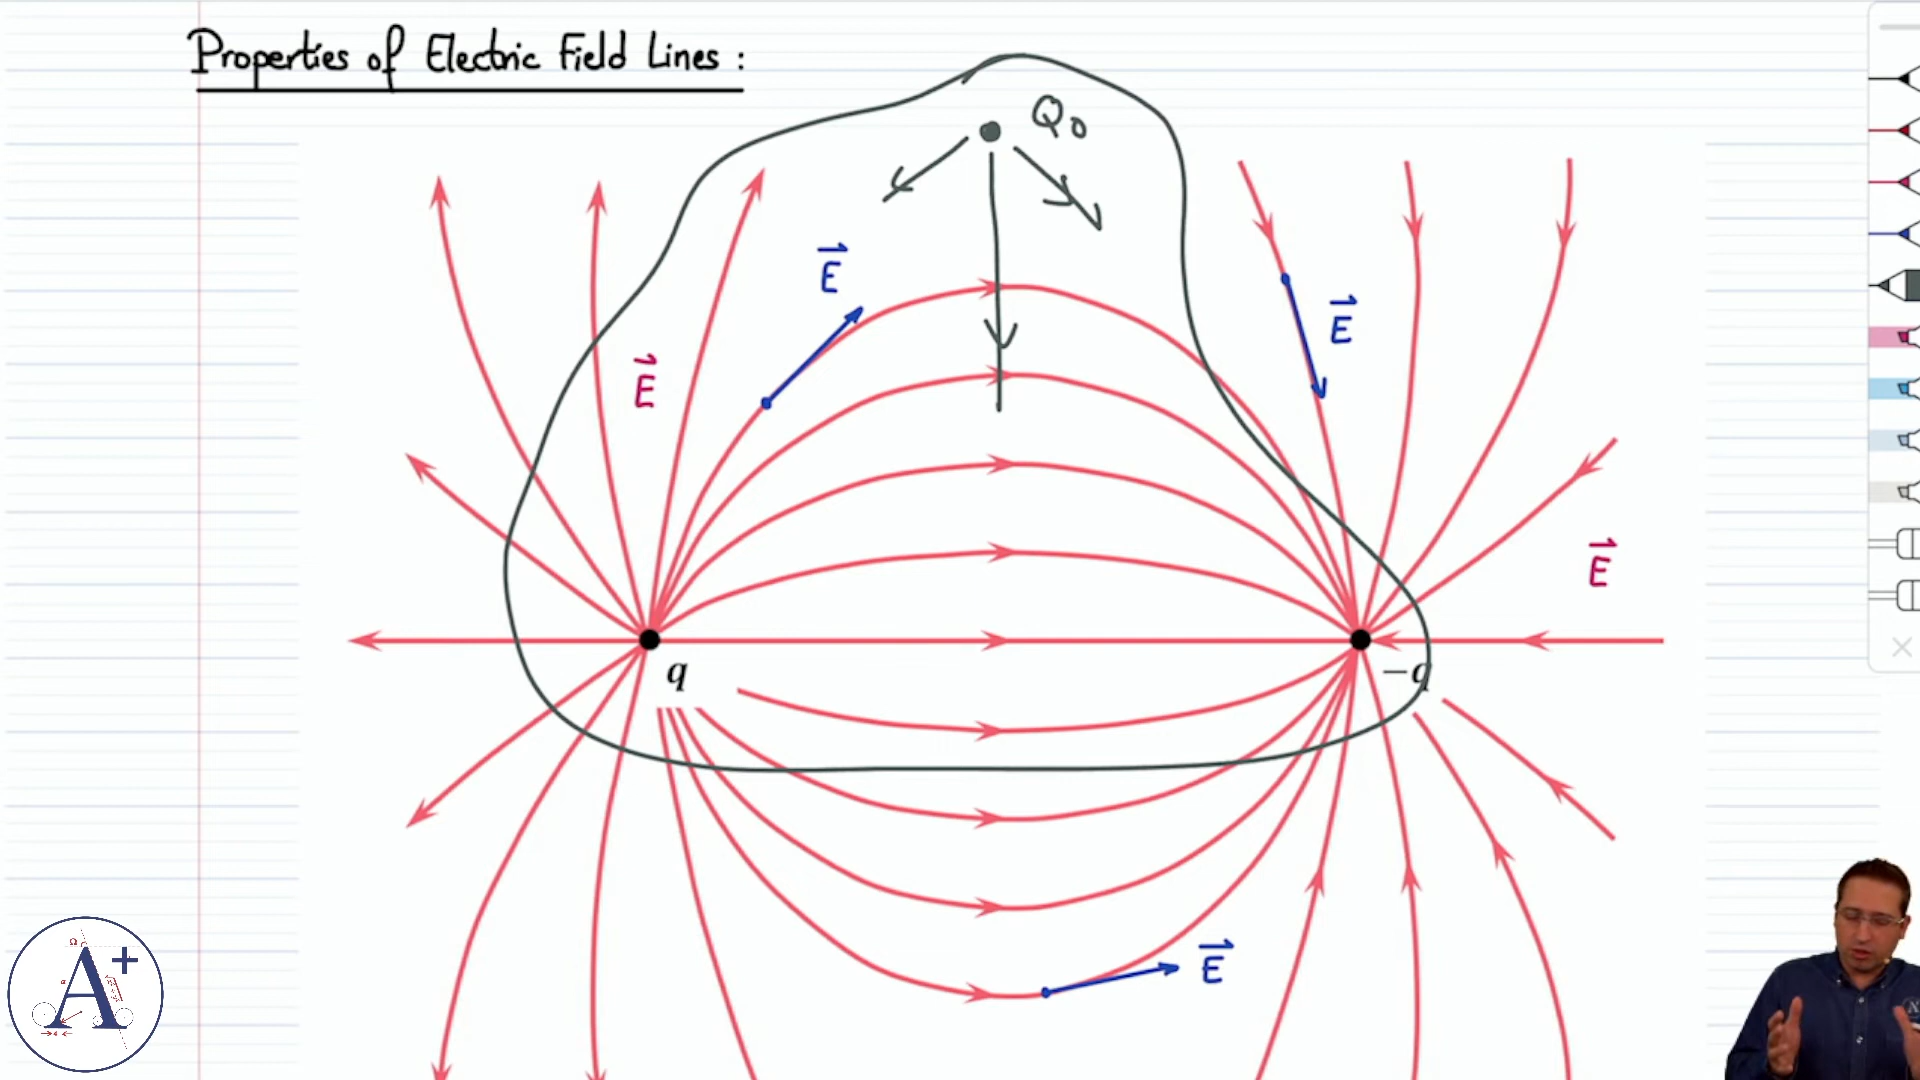 Properties of Electric Field Lines :
Q₀
E
E
E
E
q
−q
E
A+